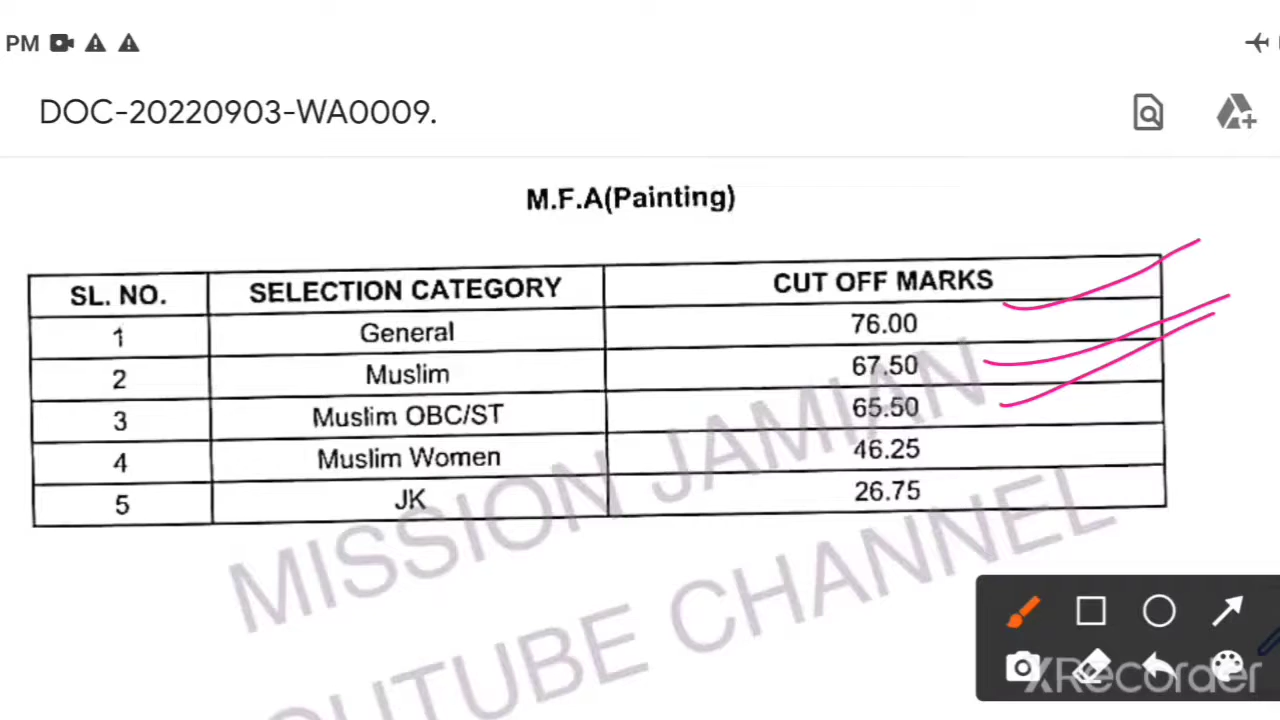 PM
DOC-20220903-WA0009.
M.F.A(Painting)
SL. NO. SELECTION CATEGORY CUT OFF MARKS
1 General 76.00
2 Muslim 67.50
3 Muslim OBC/ST 65.50
4 Muslim Women 46.25
5 JK 26.75
MISSION JAMIAN
OUTUBE CHANNEL
XRecorder